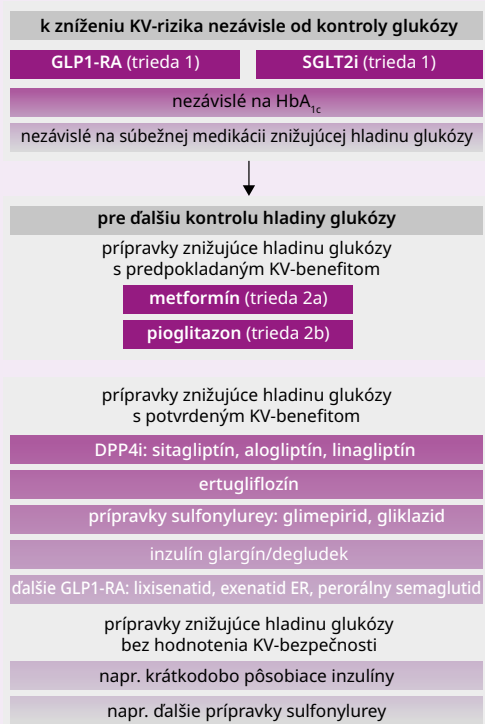 k zníženiu KV-rizika nezávisle od kontroly glukózy
GLP1-RA (trieda 1)
SGLT2i (trieda 1)
nezávislé na HbA1c
nezávislé na súbežnej medikácii znižujúcej hladinu glukózy
pre ďalšiu kontrolu hladiny glukózy
prípravky znižujúce hladinu glukózy
s predpokladaným KV-benefitom
metformín (trieda 2a)
pioglitazon (trieda 2b)
prípravky znižujúce hladinu glukózy
s potvrdeným KV-benefitom
DPP4i: sitagliptín, alogliptín, linagliptín
ertugliflozín
prípravky sulfonylurey: glimepirid, gliklazid
inzulín glargín/degludek
ďalšie GLP1-RA: lixisenatid, exenatid ER, perorálny semaglutid
prípravky znižujúce hladinu glukózy
bez hodnotenia KV-bezpečnosti
napr. krátkodobo pôsobiace inzulíny
napr. ďalšie prípravky sulfonylurey